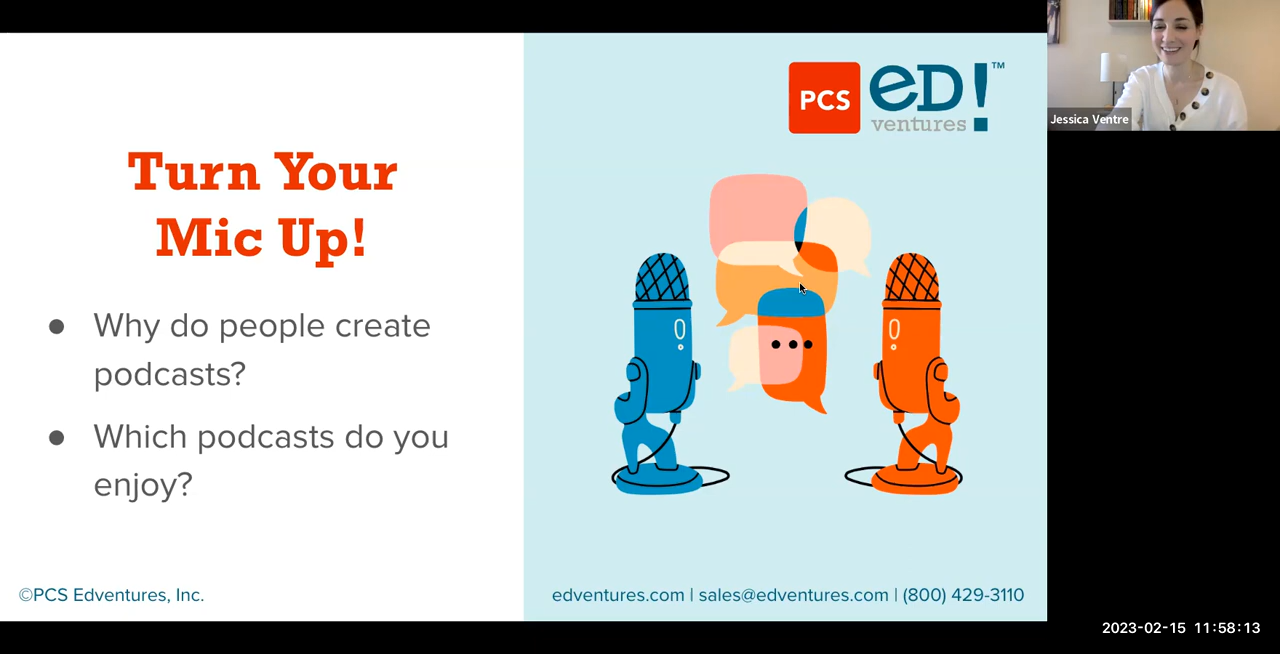 PCS
eD!™
ventures
Turn Your
Mic Up!
● Why do people create
podcasts?
● Which podcasts do you
enjoy?
©PCS Edventures, Inc.
edventures.com | sales@edventures.com | (800) 429-3110
Jessica Ventre
2023-02-15 11:58:13